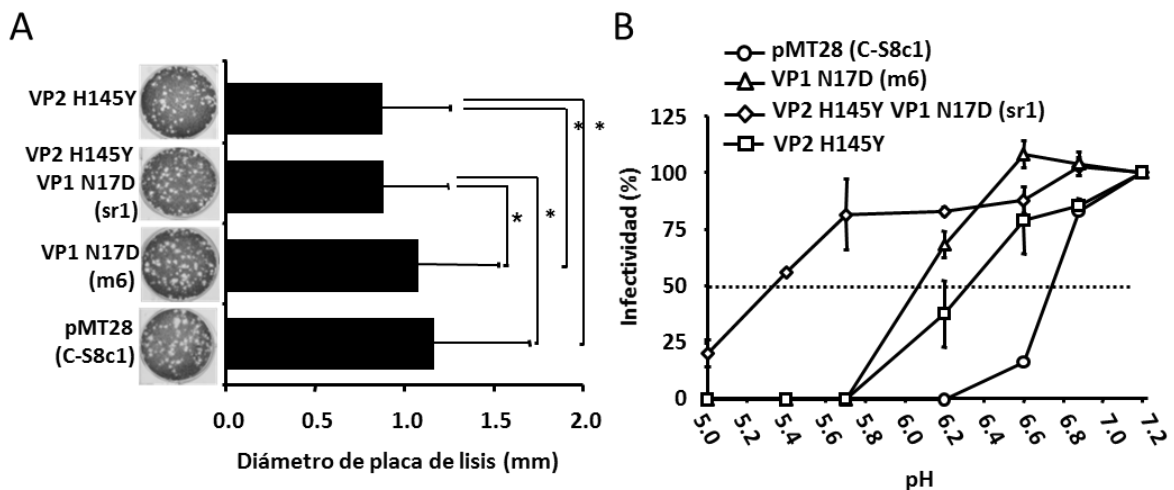 A
VP2 H145Y
VP2 H145Y
VP1 N17D
(sr1)
VP1 N17D
(m6)
pMT28
(C-S8c1)
* *
*
*
0.0 0.5 1.0 1.5 2.0
Diámetro de placa de lisis (mm)
B
pMT28 (C-S8c1)
VP1 N17D (m6)
VP2 H145Y VP1 N17D (sr1)
VP2 H145Y
Infectividad (%)
125
100
75
50
25
0
5.0 5.4 5.6 5.8 6.0 6.2 6.4 6.6 6.8 7.0 7.2
pH